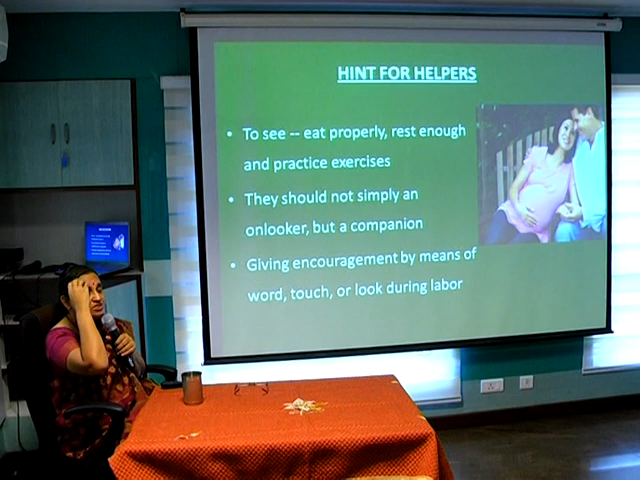 HINT FOR HELPERS
• To see -- eat properly, rest enough
and practice exercises
• They should not simply an
onlooker, but a companion
• Giving encouragement by means of
word, touch, or look during labor